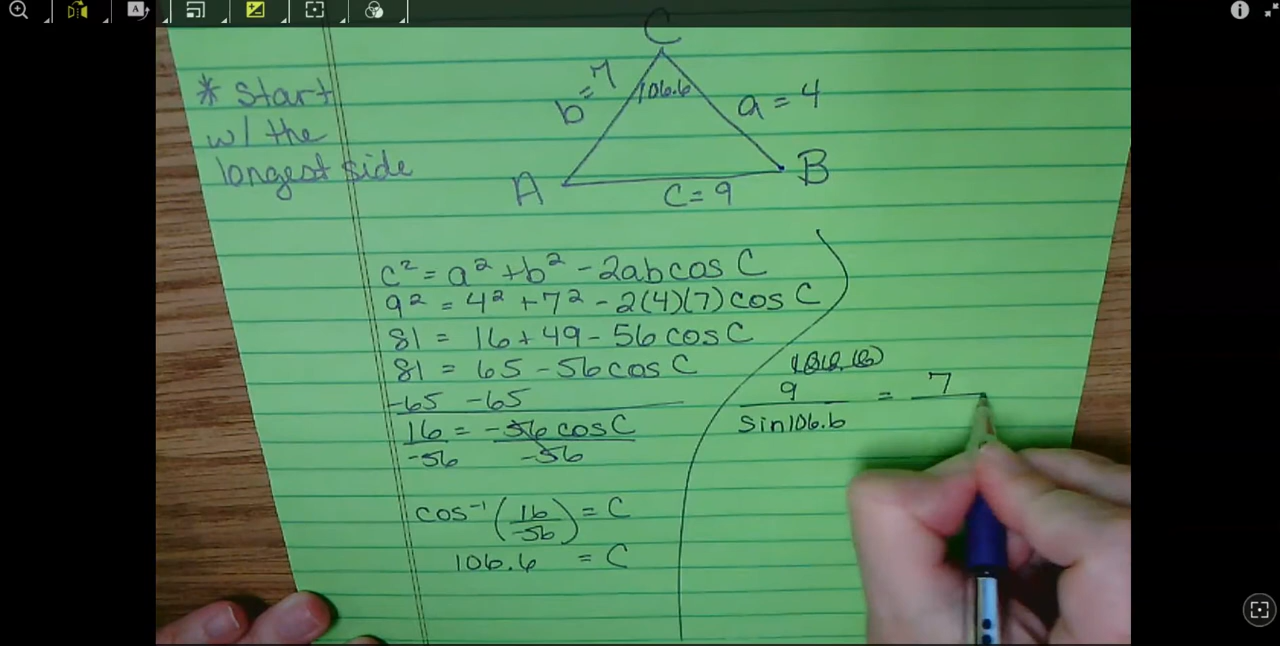 * Start
w/ the
longest side
C
b = 7
106.6
a = 4
A
B
c = 9
c² = a² + b² - 2ab cos C
9² = 4² + 7² - 2(4)(7) cos C
81 = 16 + 49 - 56 cos C
81 = 65 - 56 cos C
-65 -65
16 = -56 cos C
-56 -56
cos⁻¹ (16/-56) = C
106.6 = C
9 = 7
sin106.6